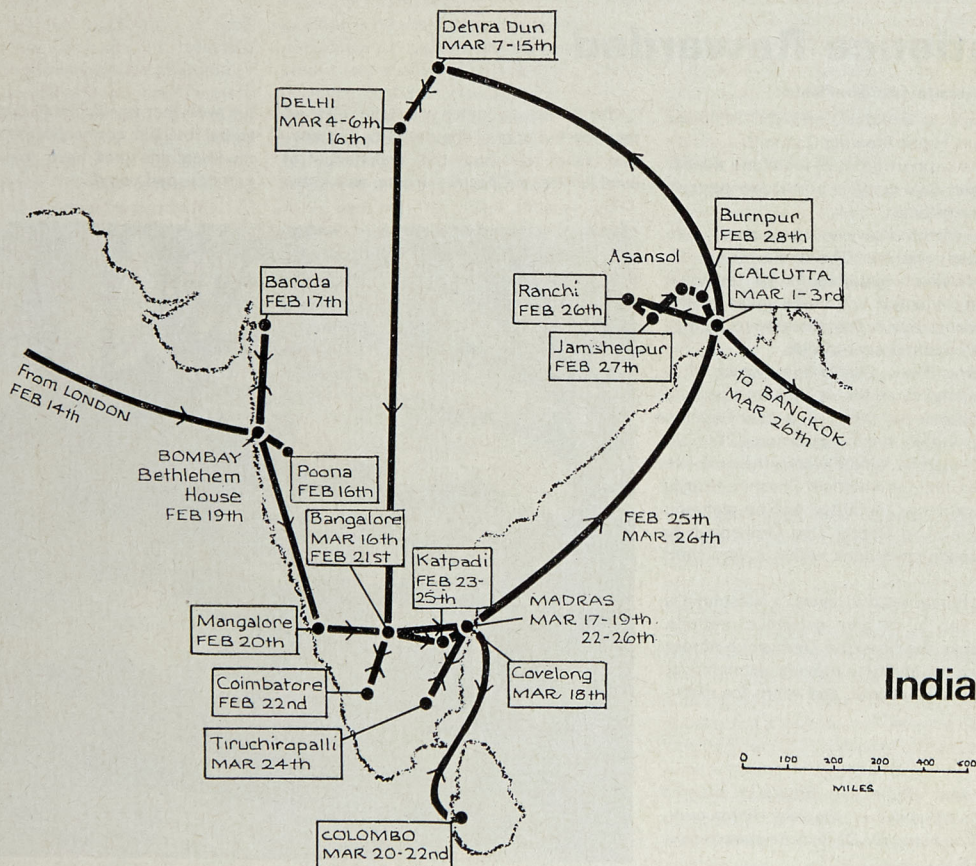 Dehra Dun
MAR 7-15th
DELHI
MAR 4-6th
16th
Burnpur
FEB 28th
Asansol
CALCUTTA
MAR 1-3rd
Baroda
FEB 17th
Ranchi
FEB 26th
Jamshedpur
FEB 27th
From LONDON
FEB 14th
to BANGKOK
MAR 26th
BOMBAY
Bethlehem
House
FEB 19th
Poona
FEB 16th
Bangalore
MAR 16th
FEB 21st
FEB 25th
MAR 26th
Katpadi
FEB 23-
25th
MADRAS
MAR 17-19th
22-26th
Mangalore
FEB 20th
Covelong
MAR 18th
Coimbatore
FEB 22nd
India
Tiruchirapalli
MAR 24th
0 100 200 300 400 500
MILES
COLOMBO
MAR 20-22nd